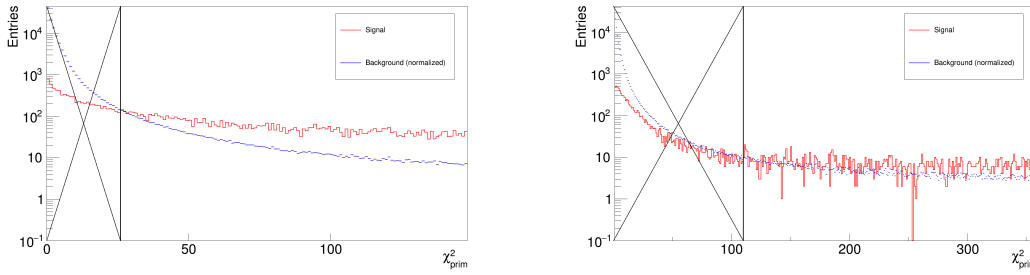 Entries
10⁴
10³
10²
10
1
10⁻¹
0 50 100
χ²prim
Signal
Background (normalized)
Entries
10⁴
10³
10²
10
1
10⁻¹
100 200 300
χ²prim
Signal
Background (normalized)